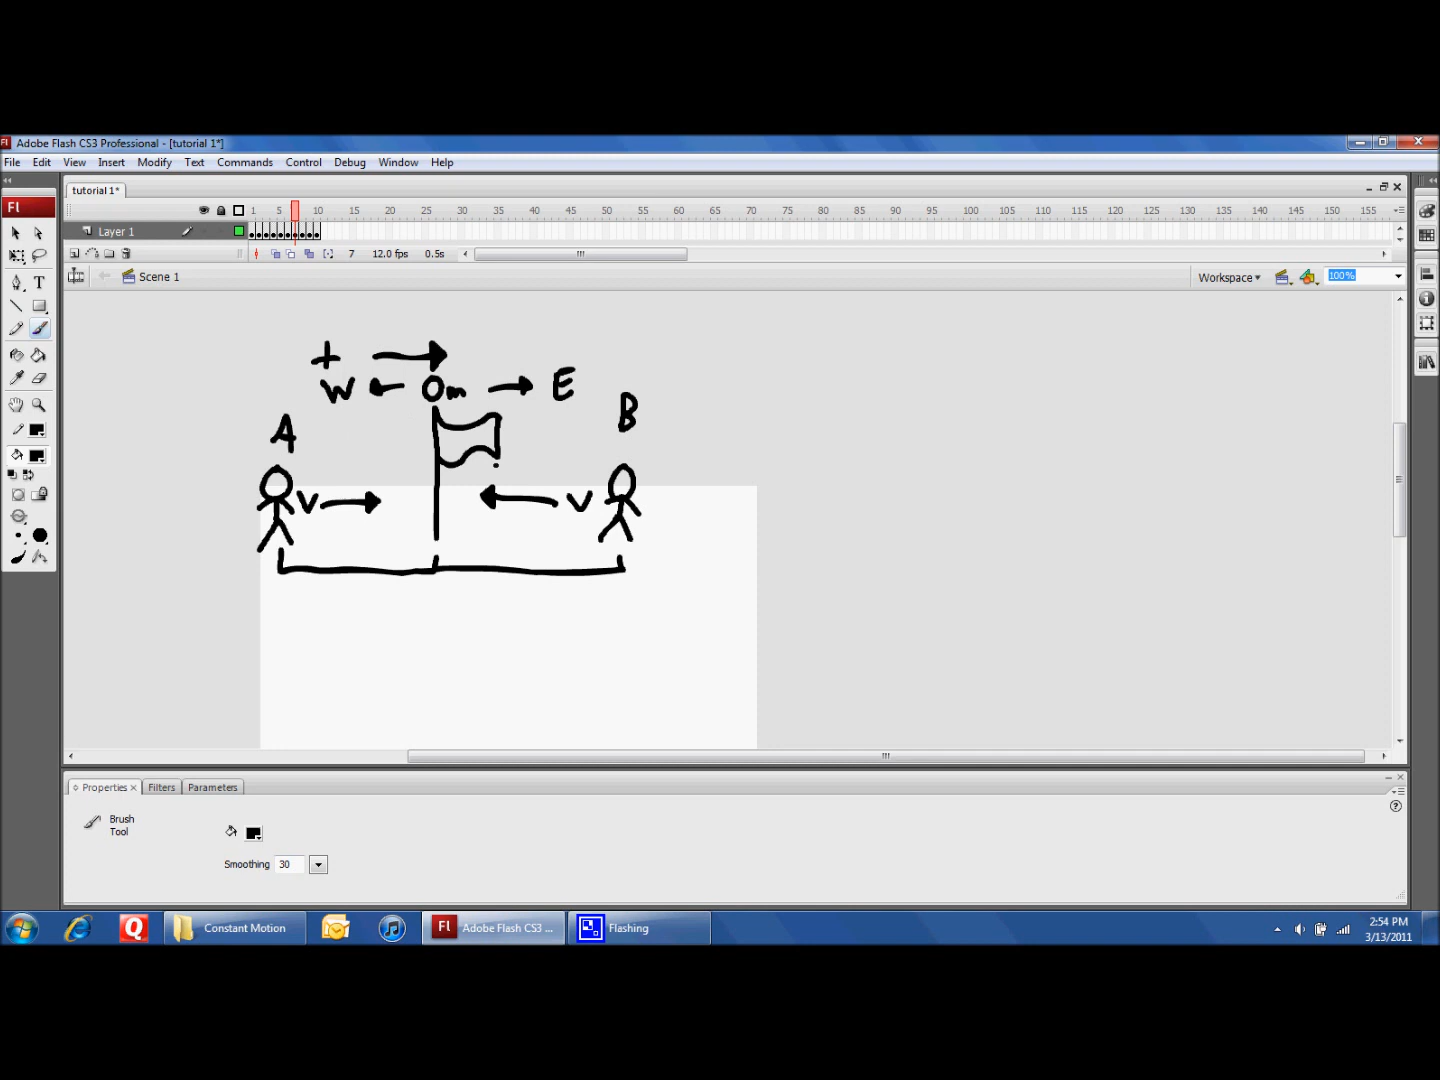 Adobe Flash CS3 Professional - [tutorial 1*]
File Edit View Insert Modify Text Commands Control Debug Window Help
tutorial 1*
1 5 10 15 20 25 30 35 40 45 50 55 60 65 70 75 80 85 90 95 100 105 110 115 120 125 130 135 140 145 150 155
Fl
Layer 1
7 12.0 fps 0.5s
Scene 1 Workspace 100%
+
W 0m E
A B
V V
Properties Filters Parameters
Brush
Tool
Smoothing 30
Constant Motion Fl Adobe Flash CS3 ... Flashing
2:54 PM
3/13/2011